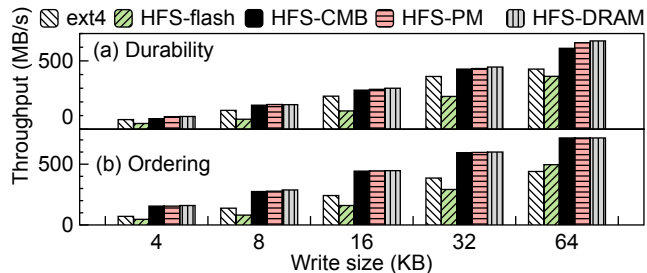 ext4 HFS-flash HFS-CMB HFS-PM HFS-DRAM
Throughput (MB/s)
(a) Durability
500
0
(b) Ordering
500
0
4 8 16 32 64
Write size (KB)